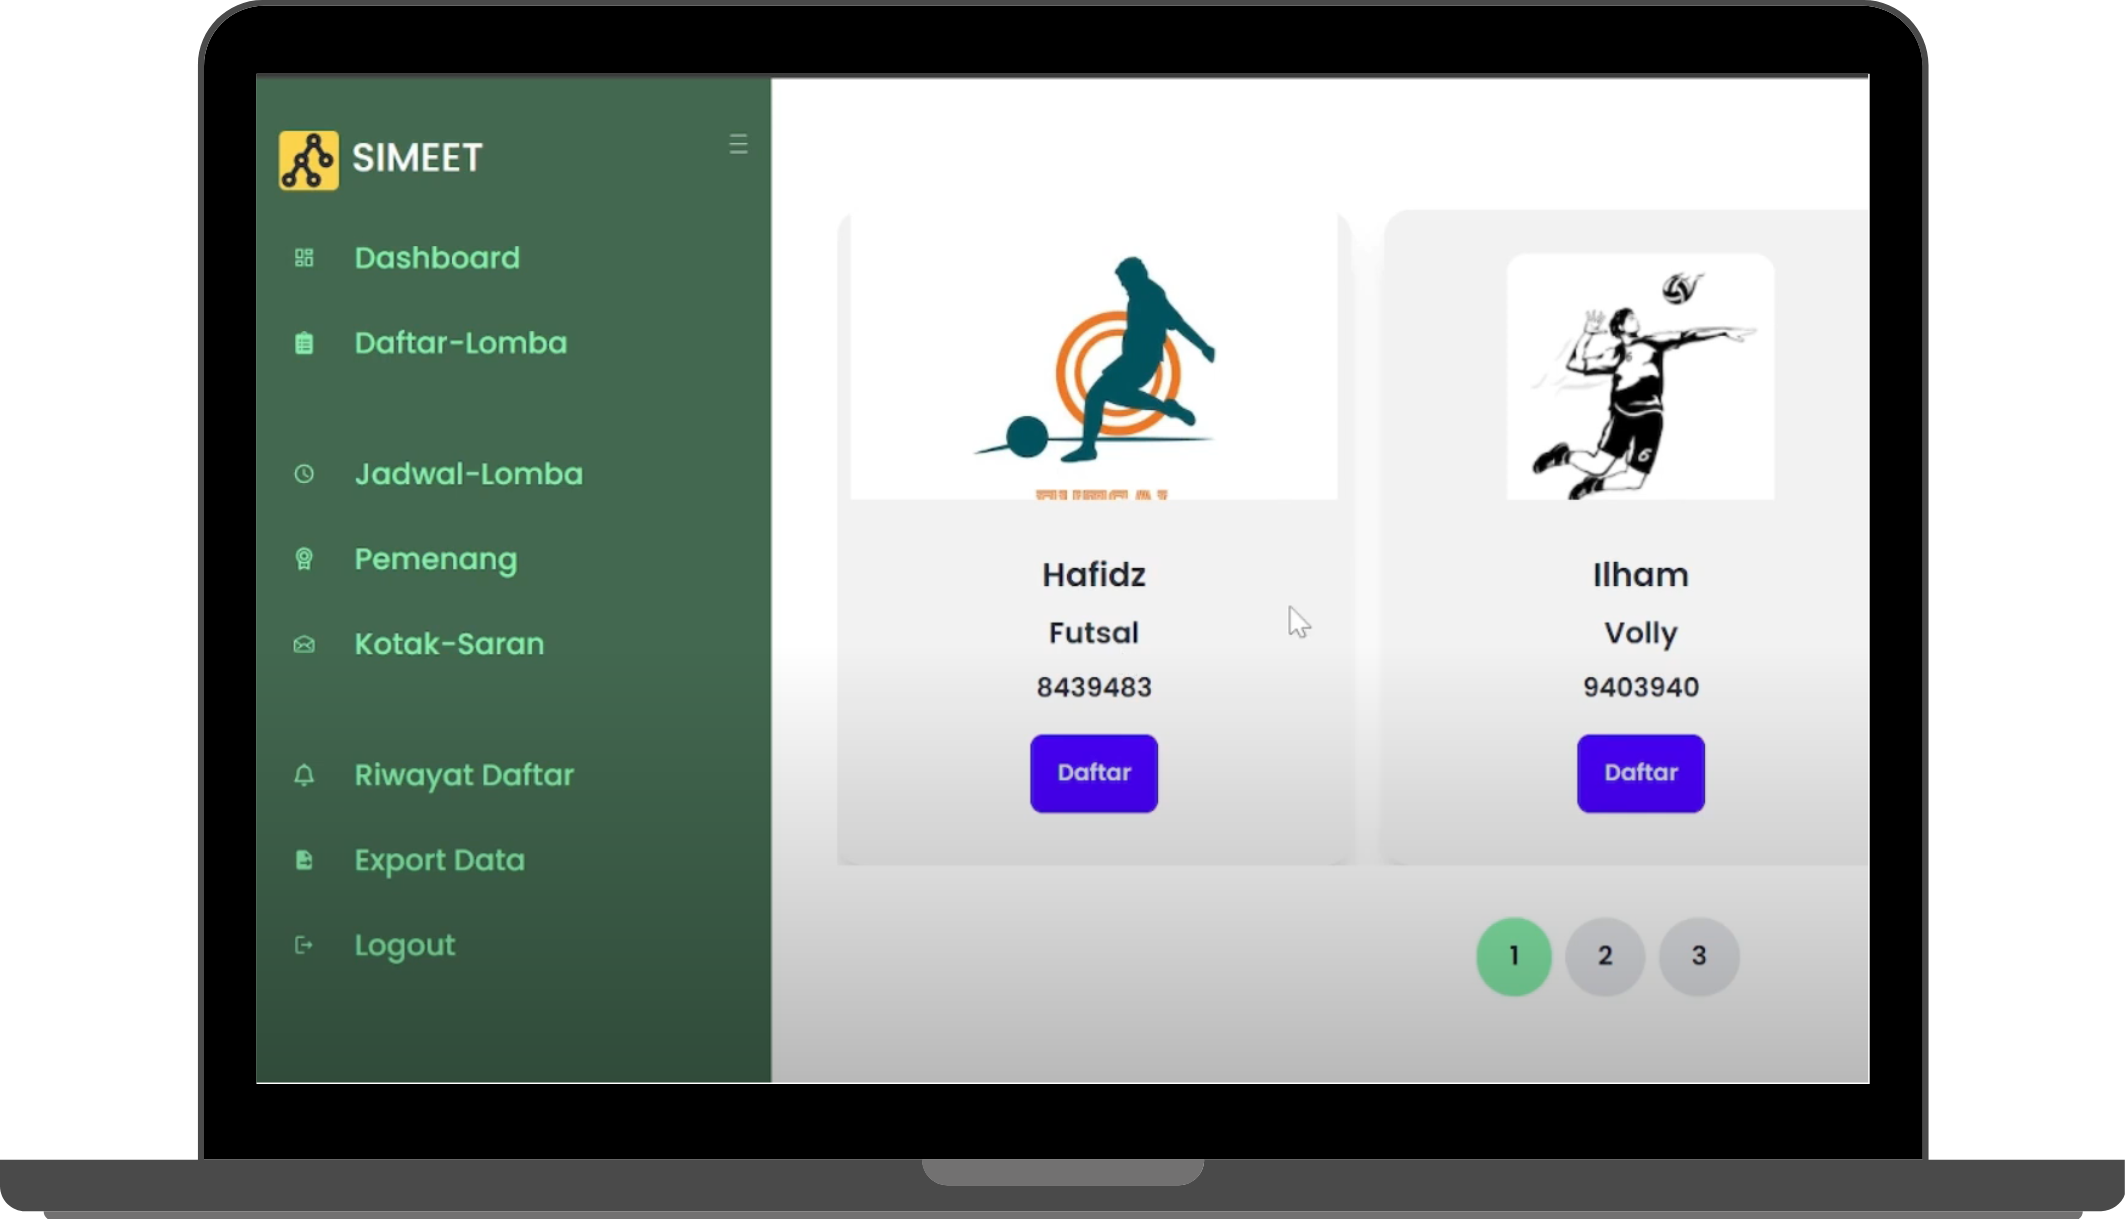 SIMEET
Dashboard
Daftar-Lomba
Jadwal-Lomba
Pemenang
Kotak-Saran
Riwayat Daftar
Export Data
Logout
Hafidz
Futsal
8439483
Daftar
Ilham
6
Volly
9403940
Daftar
1 2 3